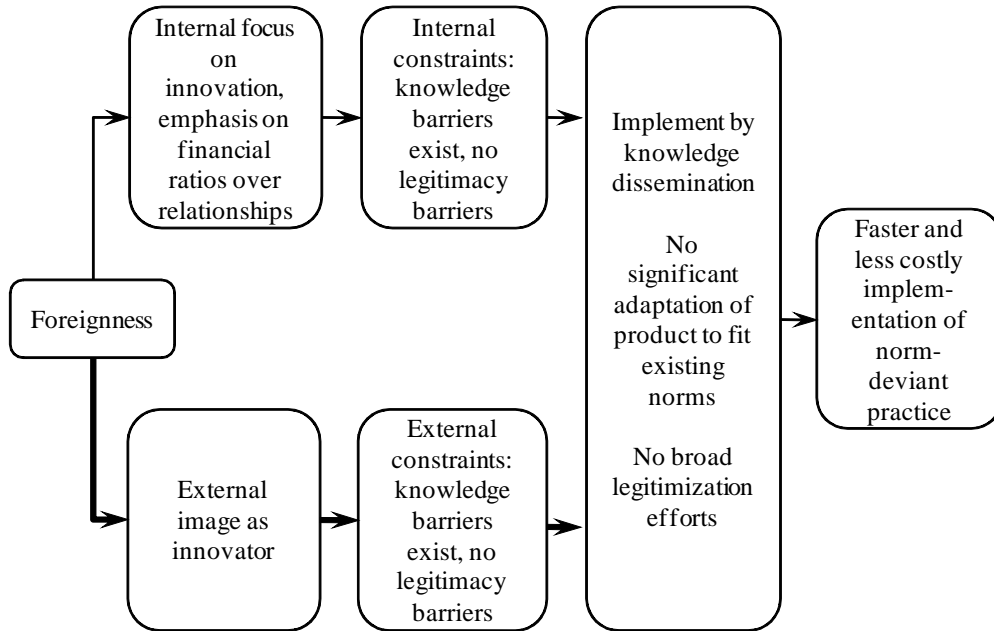 Internal focus
on
innovation,
emphasis on
financial
ratios over
relationships
Internal
constraints:
knowledge
barriers
exist, no
legitimacy
barriers
Implement by
knowledge
dissemination
No
significant
adaptation of
product to fit
existing
norms
No broad
legitimization
efforts
Faster and
less costly
implem-
entation of
norm-
deviant
practice
Foreignness
External
image as
innovator
External
constraints:
knowledge
barriers
exist, no
legitimacy
barriers